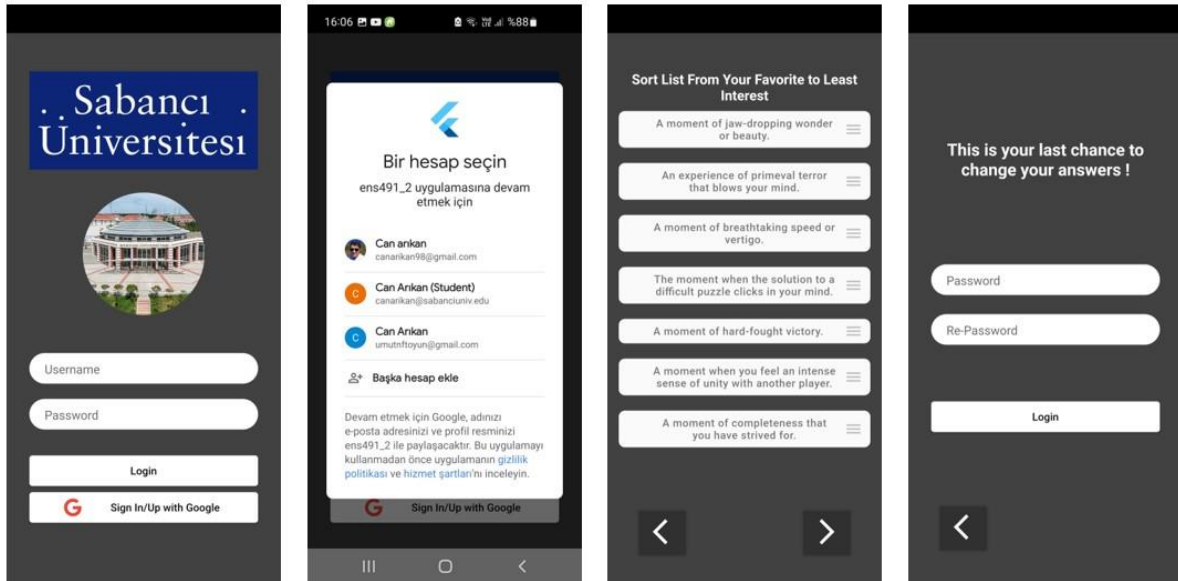 . Sabancı .
Üniversitesi
Username
Password
Login
G Sign In/Up with Google
16:06 %88
Bir hesap seçin
ens491_2 uygulamasına devam
etmek için
Can arıkan
canarikan98@gmail.com
C Can Arıkan (Student)
canarikan@sabanciuniv.edu
C Can Arıkan
umutnftoyun@gmail.com
Başka hesap ekle
Devam etmek için Google, adınızı
e-posta adresinizi ve profil resminizi
ens491_2 ile paylaşacaktır. Bu uygulamayı
kullanmadan önce uygulamanın gizlilik
politikası ve hizmet şartları'nı inceleyin.
G Sign In/Up with Google
Sort List From Your Favorite to Least
Interest
A moment of jaw-dropping wonder
or beauty.
An experience of primeval terror
that blows your mind.
A moment of breathtaking speed or
vertigo.
The moment when the solution to a
difficult puzzle clicks in your mind.
A moment of hard-fought victory.
A moment when you feel an intense
sense of unity with another player.
A moment of completeness that
you have strived for.
This is your last chance to
change your answers !
Password
Re-Password
Login